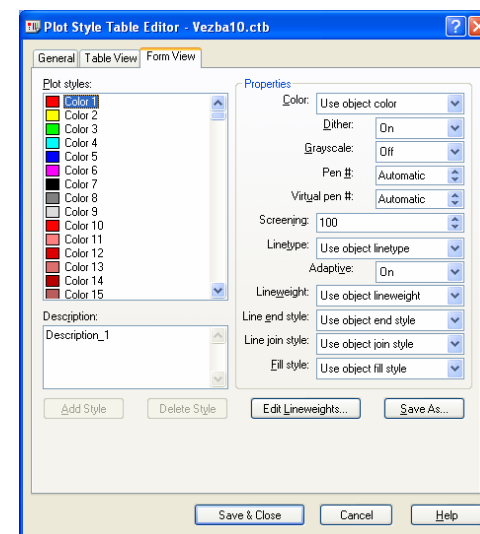 Plot Style Table Editor - Vezba10.ctb
General Table View Form View
Plot styles:
Color 1
Color 2
Color 3
Color 4
Color 5
Color 6
Color 7
Color 8
Color 9
Color 10
Color 11
Color 12
Color 13
Color 14
Color 15
Description:
Description_1
Add Style Delete Style
Properties
Color: Use object color
Dither: On
Grayscale: Off
Pen #: Automatic
Virtual pen #: Automatic
Screening: 100
Linetype: Use object linetype
Adaptive: On
Lineweight: Use object lineweight
Line end style: Use object end style
Line join style: Use object join style
Fill style: Use object fill style
Edit Lineweights... Save As...
Save & Close Cancel Help